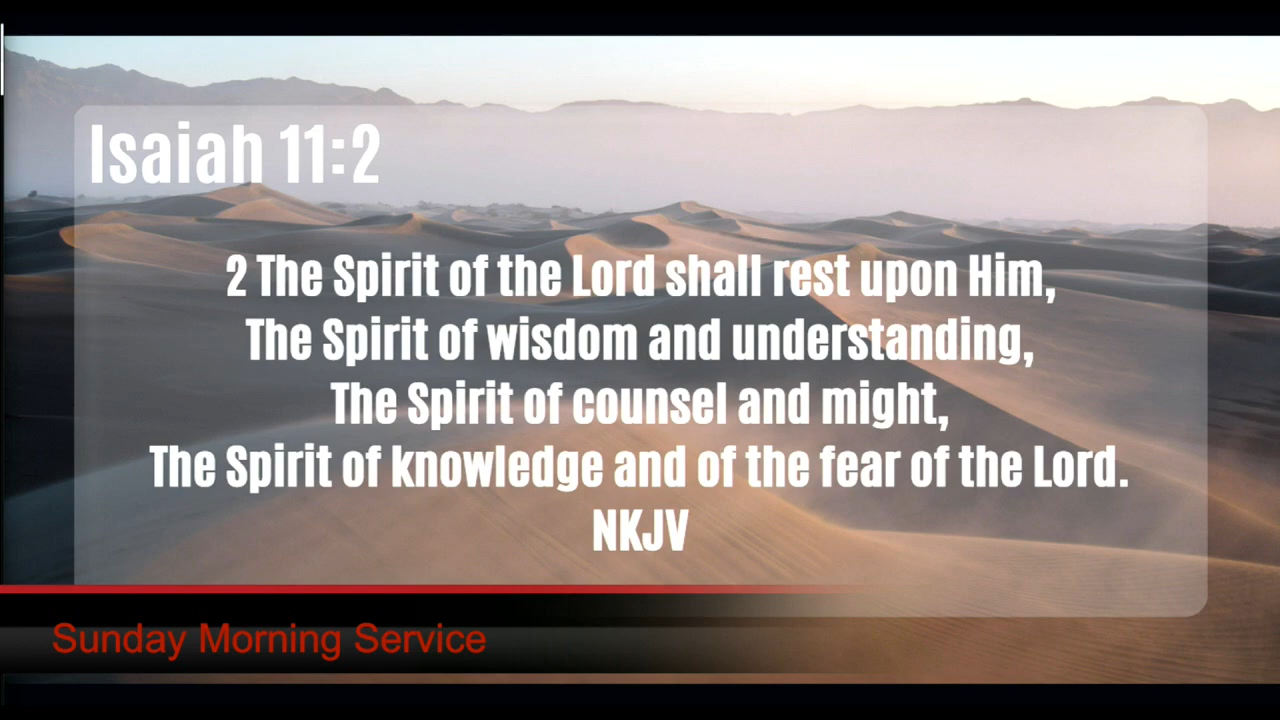 Isaiah 11:2
2 The Spirit of the Lord shall rest upon Him,
The Spirit of wisdom and understanding,
The Spirit of counsel and might,
The Spirit of knowledge and of the fear of the Lord.
NKJV
Sunday Morning Service